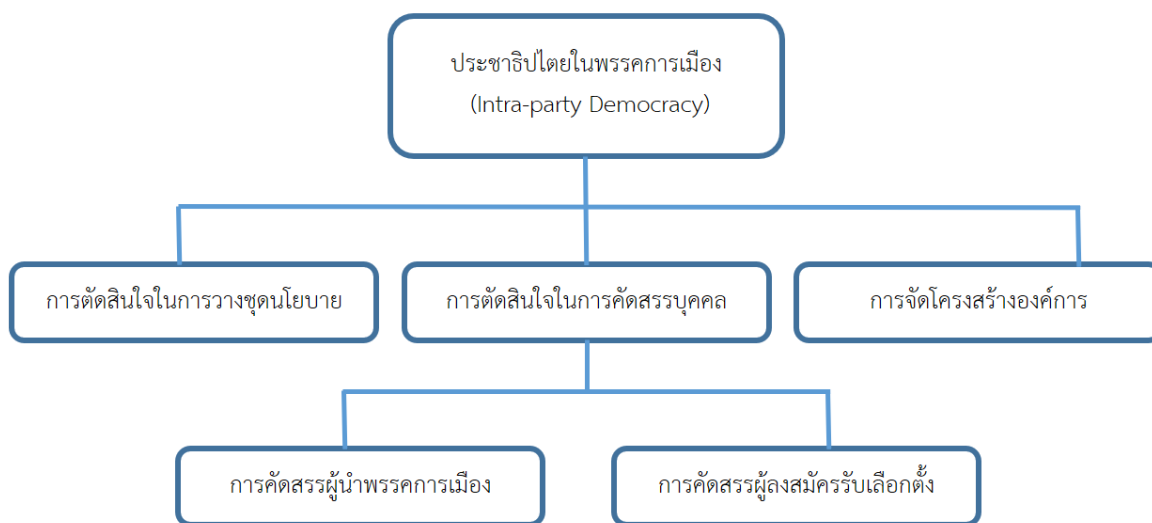 ประชาธิปไตยในพรรคการเมือง
(Intra-party Democracy)
การตัดสินใจในการวางชุดนโยบาย
การตัดสินใจในการคัดสรรบุคคล
การจัดโครงสร้างองค์การ
การคัดสรรผู้นำพรรคการเมือง
การคัดสรรผู้ลงสมัครรับเลือกตั้ง